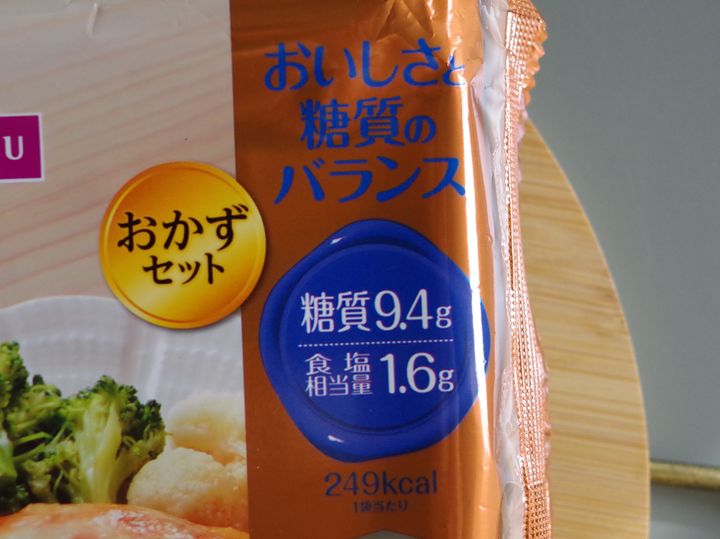 おいしさと
糖質の
バランス
U
おかず
セット
糖質9.4g
食塩
相当量 1.6g
249kcal
1袋当たり